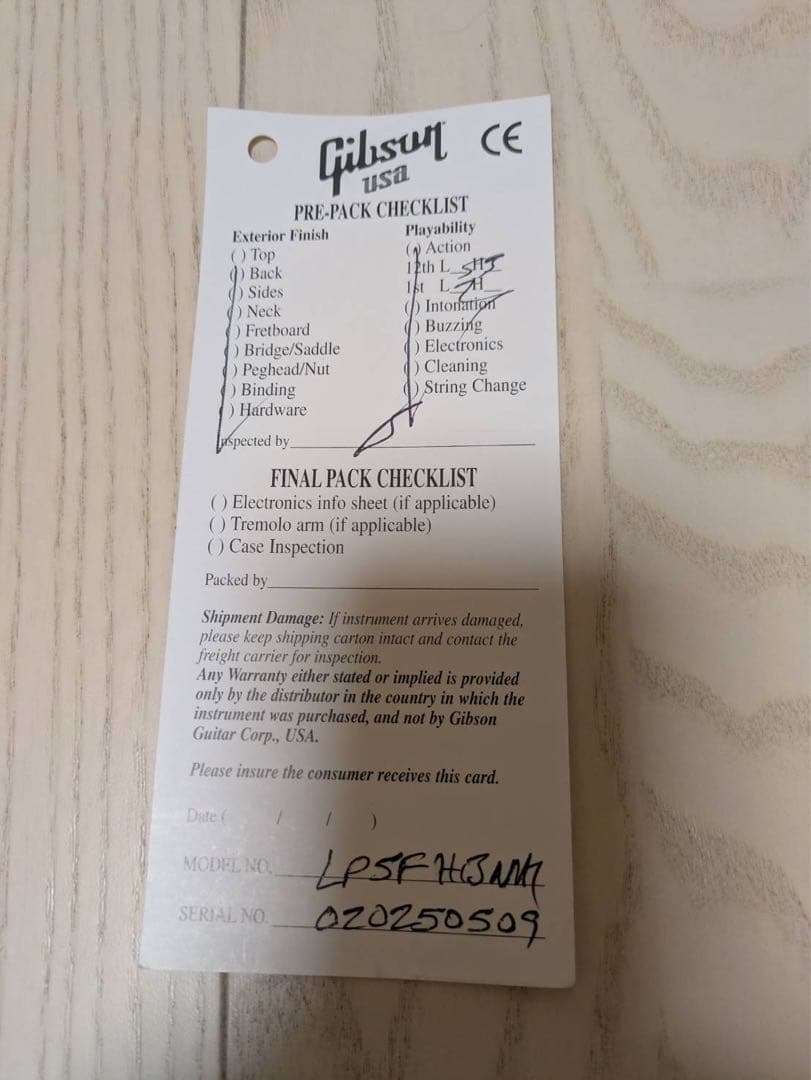 Gibson
usa
CE
PRE-PACK CHECKLIST
Exterior Finish
( ) Top
( ) Back
( ) Sides
( ) Neck
( ) Fretboard
( ) Bridge/Saddle
( ) Peghead/Nut
( ) Binding
( ) Hardware
Playability
( ) Action
12th L
1st L
( ) Intonation
( ) Buzzing
( ) Electronics
( ) Cleaning
( ) String Change
Inspected by
FINAL PACK CHECKLIST
( ) Electronics info sheet (if applicable)
( ) Tremolo arm (if applicable)
( ) Case Inspection
Packed by
Shipment Damage: If instrument arrives damaged,
please keep shipping carton intact and contact the
freight carrier for inspection.
Any Warranty either stated or implied is provided
only by the distributor in the country in which the
instrument was purchased, and not by Gibson
Guitar Corp., USA.
Please insure the consumer receives this card.
Date ( / / )
MODEL NO.
SERIAL NO. 020250509